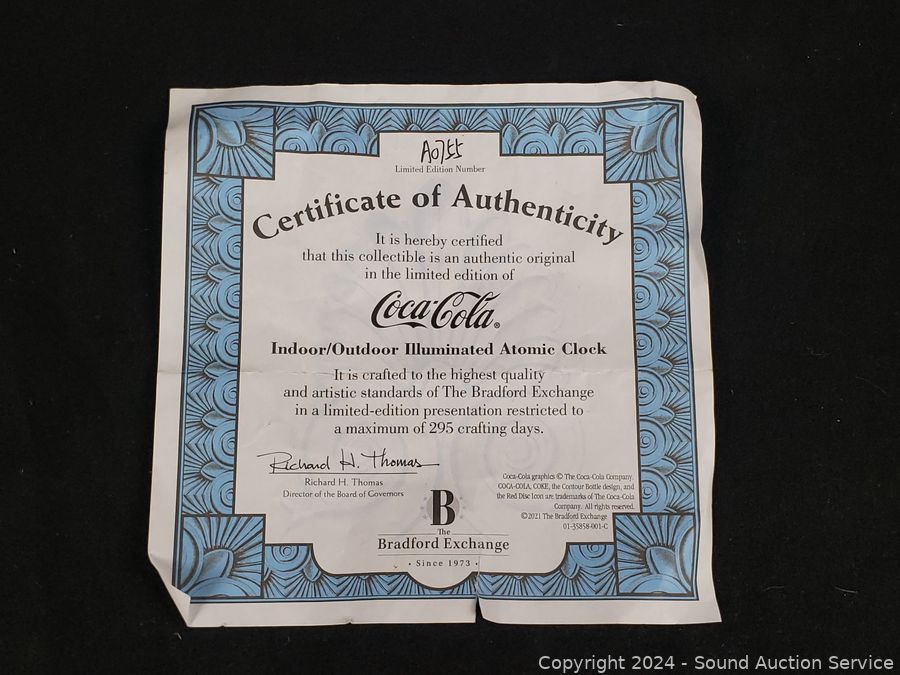 A0755
Limited Edition Number
Certificate of Authenticity
It is hereby certified
that this collectible is an authentic original
in the limited edition of
Coca-Cola®
Indoor/Outdoor Illuminated Atomic Clock
It is crafted to the highest quality
and artistic standards of The Bradford Exchange
in a limited-edition presentation restricted to
a maximum of 295 crafting days.
Richard H. Thomas
Richard H. Thomas
Director of the Board of Governors
Coca-Cola graphics © The Coca-Cola Company.
COCA-COLA, COKE, the Contour Bottle design, and
the Red Disc Icon are trademarks of The Coca-Cola
Company. All rights reserved.
©2021 The Bradford Exchange
01-35858-001-C
B
The
Bradford Exchange
• Since 1973 •
Copyright 2024 - Sound Auction Service